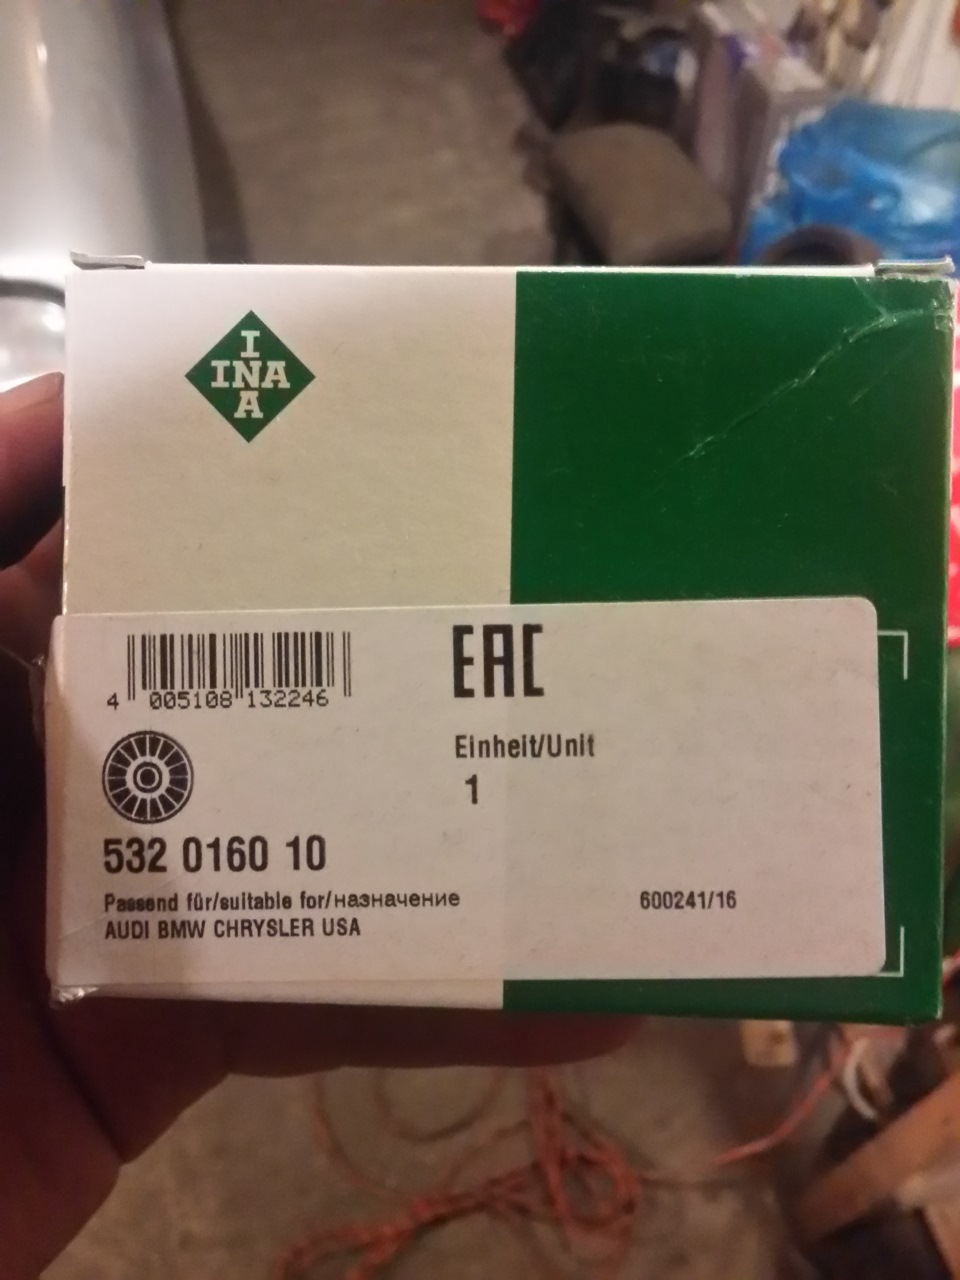 I
INA
A
EAC
4 005108 132246
Einheit/Unit
1
532 0160 10
Passend für/suitable for/назначение
600241/16
AUDI BMW CHRYSLER USA